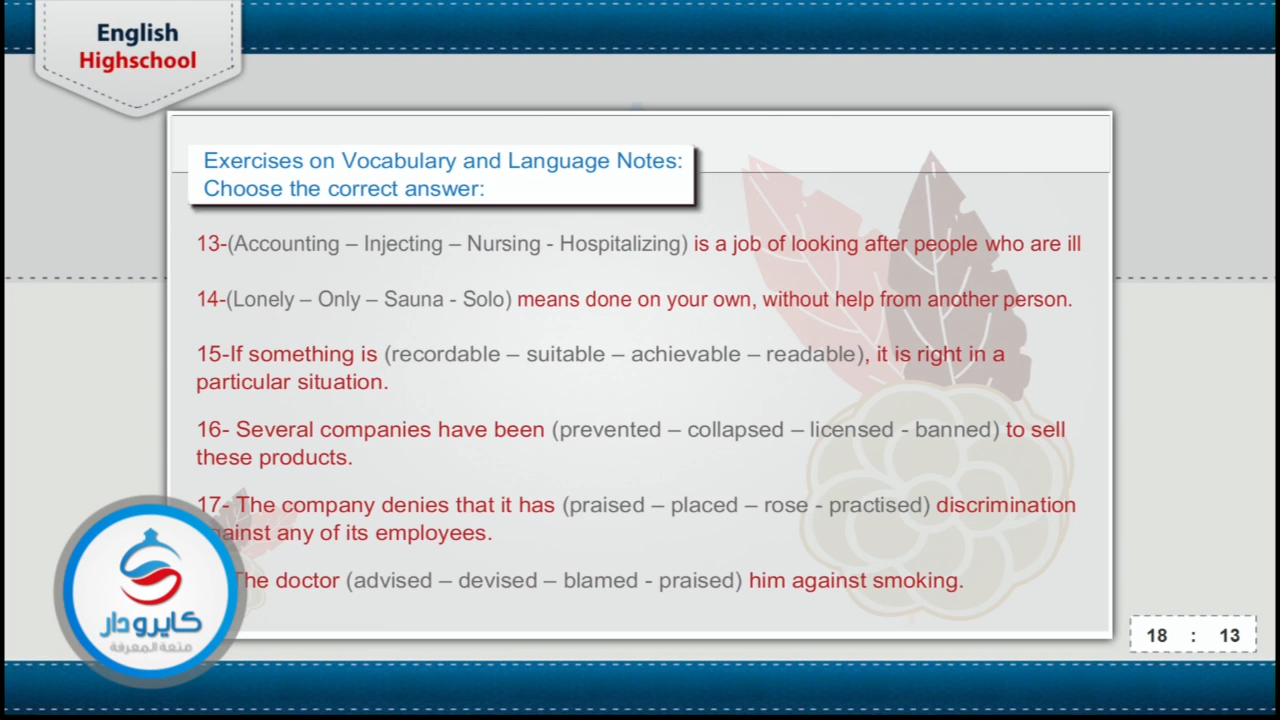 English
Highschool
Exercises on Vocabulary and Language Notes:
Choose the correct answer:
13-(Accounting – Injecting – Nursing - Hospitalizing) is a job of looking after people who are ill
14-(Lonely – Only – Sauna - Solo) means done on your own, without help from another person.
15-If something is (recordable – suitable – achievable – readable), it is right in a
particular situation.
16- Several companies have been (prevented – collapsed – licensed - banned) to sell
these products.
17- The company denies that it has (praised – placed – rose - practised) discrimination
against any of its employees.
The doctor (advised – devised – blamed - praised) him against smoking.
كايرودار
متعة المعرفة
18 : 13